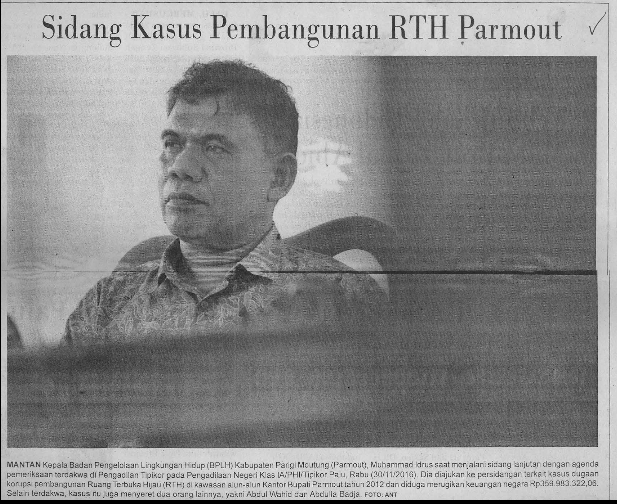 Sidang Kasus Pembangunan RTH Parmout
MANTAN Kepala Badan Pengelolaan Lingkungan Hidup (BPLH) Kabupaten Parigi Moutung (Parmout), Muhammad Idrus saat menjalani sidang lanjutan dengan agenda
pemeriksaan terdakwa di Pengadilan Tipikor pada Pengadilan Negeri Klas IA/PHI/Tipikor Palu, Rabu (30/11/2016). Dia diajukan ke persidangan terkait kasus dugaan
korupsi pembangunan Ruang Terbuka Hijau (RTH) di kawasan alun-alun Kantor Bupati Parmout tahun 2012 dan diduga merugikan keuangan negara
Selain terdakwa, kasus itu juga menyeret dua orang lainnya, yakni Abdul Wahid dan Abdulla Badja. FOTO: ANT